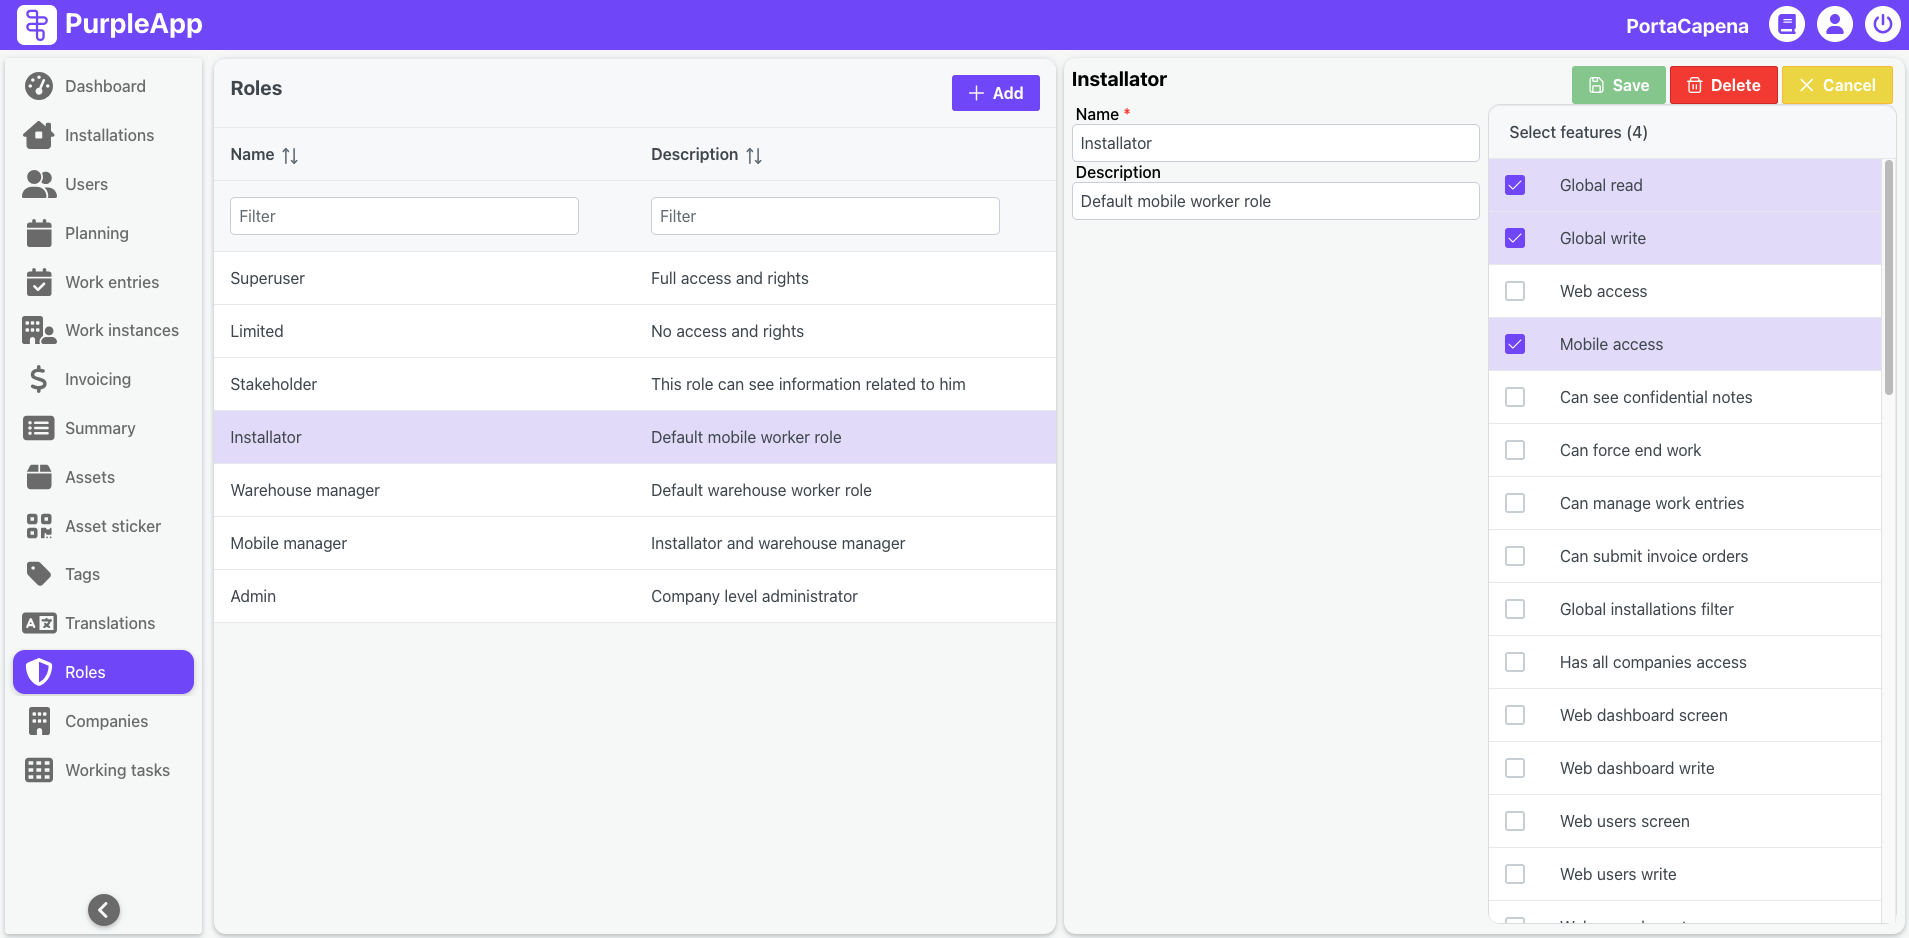 PurpleApp
PortaCapena
Dashboard
Installations
Users
Planning
Work entries
Work instances
Invoicing
Summary
Assets
Asset sticker
Tags
Translations
Roles
Companies
Working tasks
Roles
Add
Name
Description
Filter
Filter
Superuser
Full access and rights
Limited
No access and rights
Stakeholder
This role can see information related to him
Installator
Default mobile worker role
Warehouse manager
Default warehouse worker role
Mobile manager
Installator and warehouse manager
Admin
Company level administrator
Installator
Save
Delete
Cancel
Name *
Installator
Description
Default mobile worker role
Select features (4)
Global read
Global write
Web access
Mobile access
Can see confidential notes
Can force end work
Can manage work entries
Can submit invoice orders
Global installations filter
Has all companies access
Web dashboard screen
Web dashboard write
Web users screen
Web users write